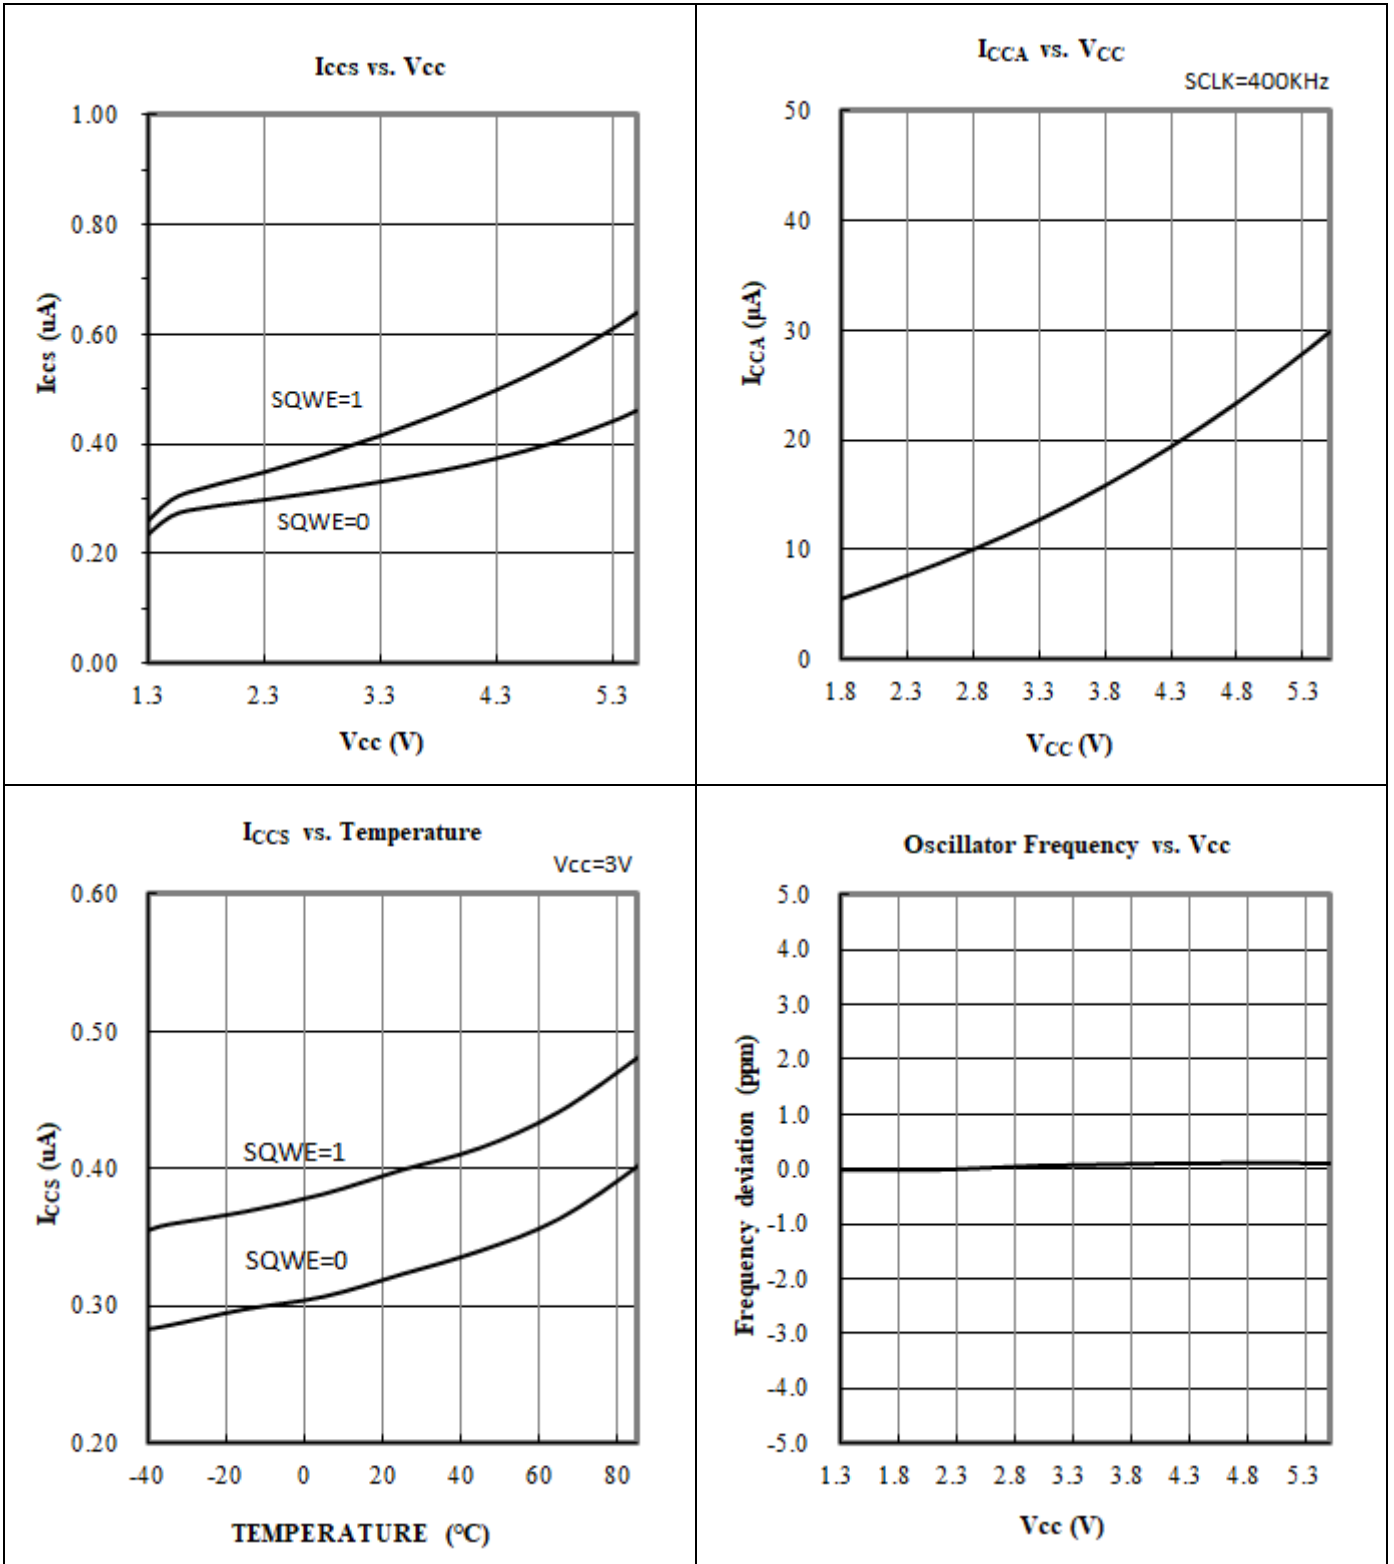 Iccs vs. Vcc
1.00
0.80
0.60
0.40
0.20
0.00
Iccs (uA)
SQWE=1
SQWE=0
1.3 2.3 3.3 4.3 5.3
Vcc (V)
ICCA vs. VCC
SCLK=400KHz
50
40
30
20
10
0
ICCA (µA)
1.8 2.3 2.8 3.3 3.8 4.3 4.8 5.3
VCC (V)
ICCS vs. Temperature
Vcc=3V
0.60
0.50
0.40
0.30
0.20
ICCS (uA)
SQWE=1
SQWE=0
-40 -20 0 20 40 60 80
TEMPERATURE (°C)
Oscillator Frequency vs. Vcc
5.0
4.0
3.0
2.0
1.0
0.0
-1.0
-2.0
-3.0
-4.0
-5.0
Frequency deviation (ppm)
1.3 1.8 2.3 2.8 3.3 3.8 4.3 4.8 5.3
Vcc (V)